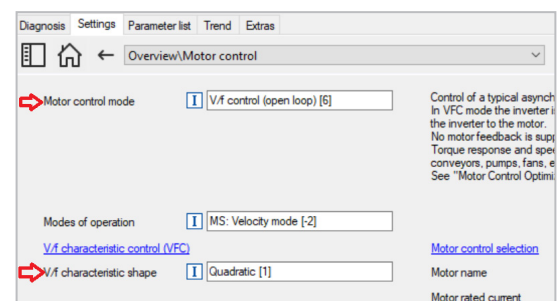 Diagnosis Settings Parameter list Trend Extras
Overview\Motor control
Motor control mode
V/f control (open loop) [6]
Control of a typical asynch
In VFC mode the inverter i
the inverter to the motor.
No motor feedback is supp
Torque response and spee
conveyors, pumps, fans, e
See "Motor Control Optimi
Modes of operation
MS: Velocity mode [-2]
V/f characteristic control (VFC)
Motor control selection
V/f characteristic shape
Quadratic [1]
Motor name
Motor rated current